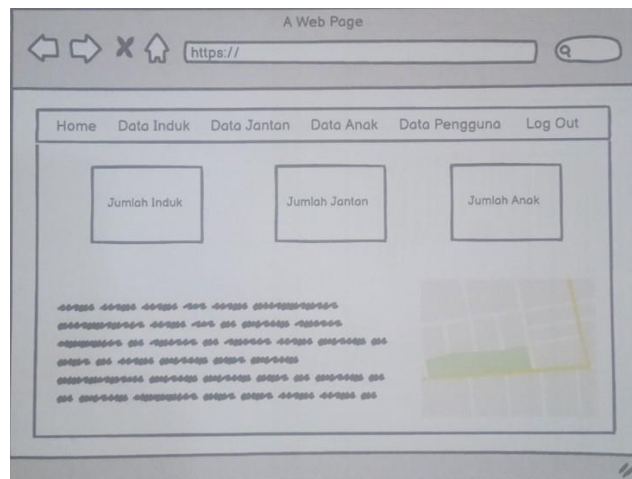 A Web Page
https://
Home Data Induk Data Jantan Data Anak Data Pengguna Log Out
Jumlah Induk Jumlah Jantan Jumlah Anak